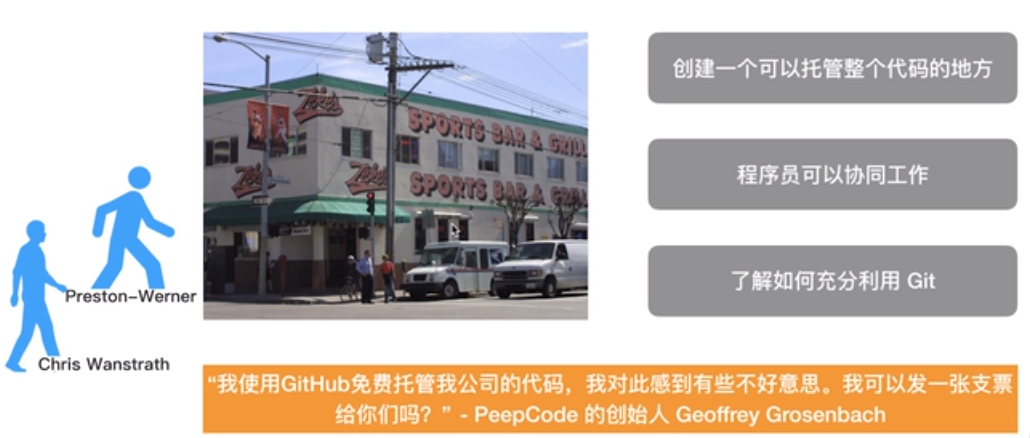 Zeke's
SPORTS BAR & GRILL
Zeke's
Zeke's
SPORTS BAR & GRILL
创建一个可以托管整个代码的地方
程序员可以协同工作
了解如何充分利用 Git
Preston-Werner
Chris Wanstrath
“我使用GitHub免费托管我公司的代码，我对此感到有些不好意思。我可以发一张支票
给你们吗？” - PeepCode 的创始人 Geoffrey Grosenbach